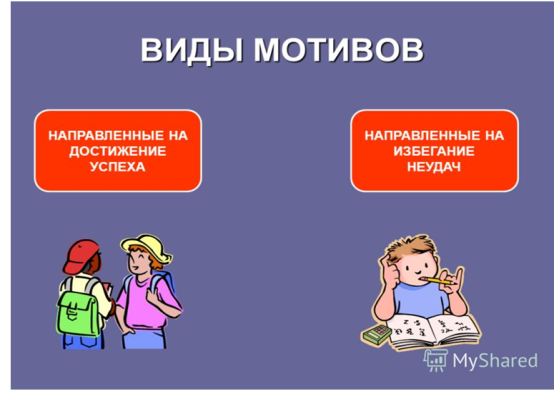 ВИДЫ МОТИВОВ
НАПРАВЛЕННЫЕ НА
ДОСТИЖЕНИЕ
УСПЕХА
НАПРАВЛЕННЫЕ НА
ИЗБЕГАНИЕ
НЕУДАЧ
MyShared